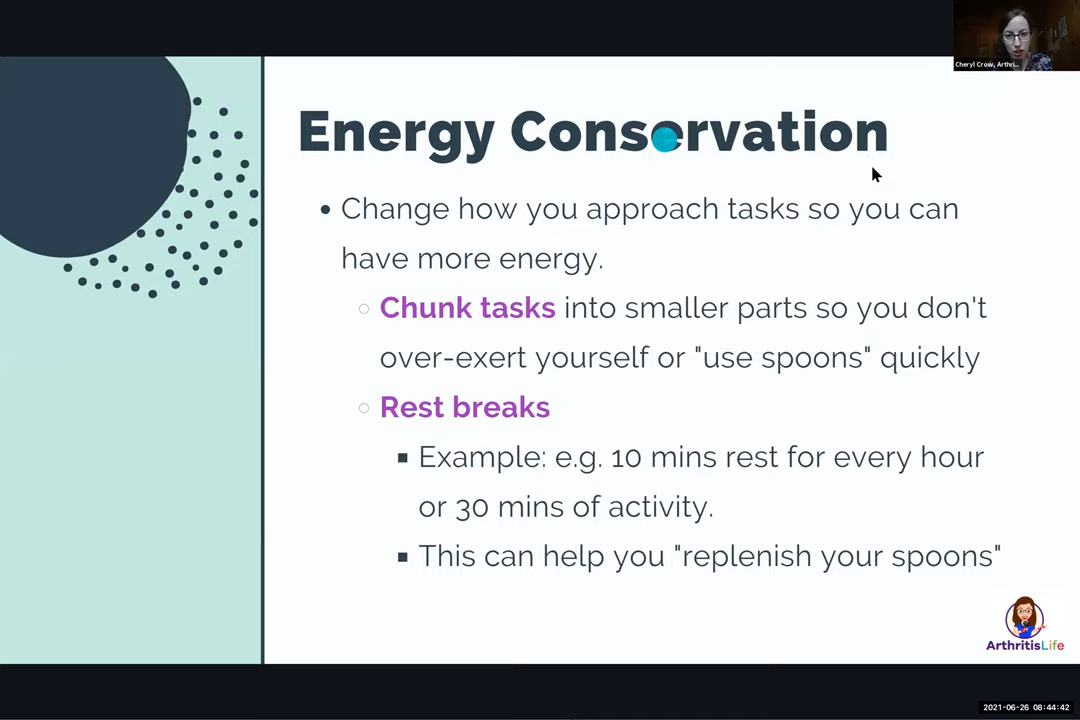 Cheryl Crow, Arthri...
Energy Conservation
• Change how you approach tasks so you can
have more energy.
○ Chunk tasks into smaller parts so you don't
over-exert yourself or "use spoons" quickly
○ Rest breaks
▪ Example: e.g. 10 mins rest for every hour
or 30 mins of activity.
▪ This can help you "replenish your spoons"
ArthritisLife
2021-06-26 08:44:42